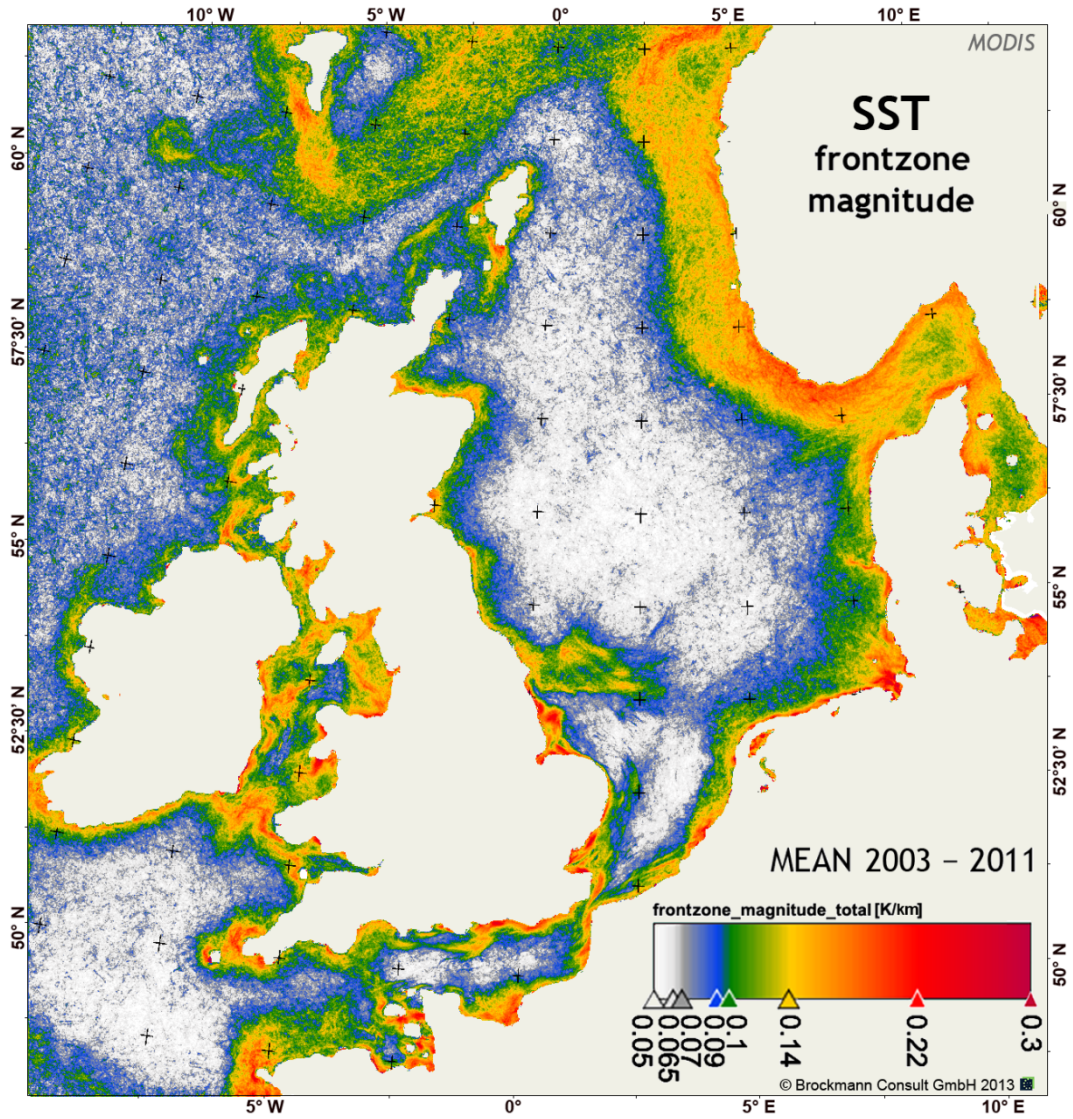 10° W
5° W
0°
5° E
10° E
MODIS
SST
frontzone
magnitude
60° N
57°30' N
55° N
52°30' N
50° N
60° N
57°30' N
55° N
52°30' N
50° N
MEAN 2003 – 2011
frontzone_magnitude_total [K/km]
0.05
0.065
0.07
0.09
0.1
0.14
0.22
0.3
© Brockmann Consult GmbH 2013
5° W
0°
5° E
10° E